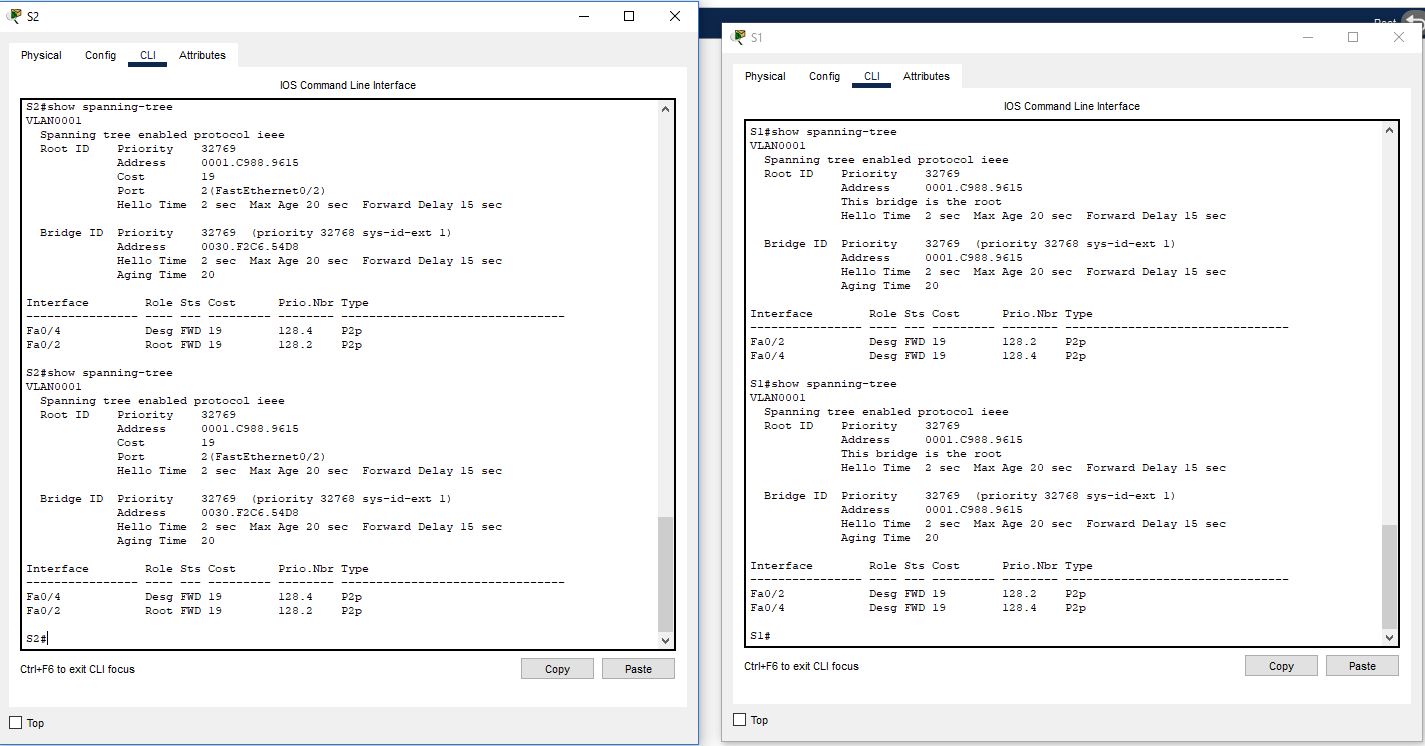 S2
Physical Config CLI Attributes
IOS Command Line Interface
S2#show spanning-tree
VLAN0001
  Spanning tree enabled protocol ieee
  Root ID    Priority    32769
             Address     0001.C988.9615
             Cost        19
             Port        2(FastEthernet0/2)
             Hello Time  2 sec  Max Age 20 sec  Forward Delay 15 sec
  Bridge ID  Priority    32769  (priority 32768 sys-id-ext 1)
             Address     0030.F2C6.54D8
             Hello Time  2 sec  Max Age 20 sec  Forward Delay 15 sec
             Aging Time  20
Interface        Role Sts Cost      Prio.Nbr Type
---------------- ---- --- --------- -------- --------------------------------
Fa0/4            Desg FWD 19        128.4    P2p
Fa0/2            Root FWD 19        128.2    P2p
S2#show spanning-tree
VLAN0001
  Spanning tree enabled protocol ieee
  Root ID    Priority    32769
             Address     0001.C988.9615
             Cost        19
             Port        2(FastEthernet0/2)
             Hello Time  2 sec  Max Age 20 sec  Forward Delay 15 sec
  Bridge ID  Priority    32769  (priority 32768 sys-id-ext 1)
             Address     0030.F2C6.54D8
             Hello Time  2 sec  Max Age 20 sec  Forward Delay 15 sec
             Aging Time  20
Interface        Role Sts Cost      Prio.Nbr Type
---------------- ---- --- --------- -------- --------------------------------
Fa0/4            Desg FWD 19        128.4    P2p
Fa0/2            Root FWD 19        128.2    P2p
S2#
Ctrl+F6 to exit CLI focus
Copy Paste
Top
Root
S1
Physical Config CLI Attributes
IOS Command Line Interface
S1#show spanning-tree
VLAN0001
  Spanning tree enabled protocol ieee
  Root ID    Priority    32769
             Address     0001.C988.9615
             This bridge is the root
             Hello Time  2 sec  Max Age 20 sec  Forward Delay 15 sec
  Bridge ID  Priority    32769  (priority 32768 sys-id-ext 1)
             Address     0001.C988.9615
             Hello Time  2 sec  Max Age 20 sec  Forward Delay 15 sec
             Aging Time  20
Interface        Role Sts Cost      Prio.Nbr Type
---------------- ---- --- --------- -------- --------------------------------
Fa0/2            Desg FWD 19        128.2    P2p
Fa0/4            Desg FWD 19        128.4    P2p
S1#show spanning-tree
VLAN0001
  Spanning tree enabled protocol ieee
  Root ID    Priority    32769
             Address     0001.C988.9615
             This bridge is the root
             Hello Time  2 sec  Max Age 20 sec  Forward Delay 15 sec
  Bridge ID  Priority    32769  (priority 32768 sys-id-ext 1)
             Address     0001.C988.9615
             Hello Time  2 sec  Max Age 20 sec  Forward Delay 15 sec
             Aging Time  20
Interface        Role Sts Cost      Prio.Nbr Type
---------------- ---- --- --------- -------- --------------------------------
Fa0/2            Desg FWD 19        128.2    P2p
Fa0/4            Desg FWD 19        128.4    P2p
S1#
Ctrl+F6 to exit CLI focus
Copy Paste
Top